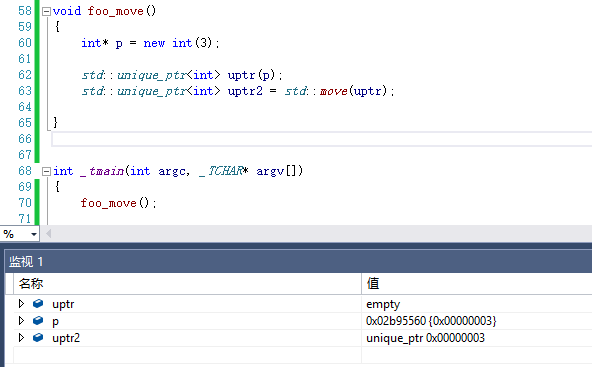 58 void foo_move()
59 {
60 int* p = new int(3);
61
62 std::unique_ptr<int> uptr(p);
63 std::unique_ptr<int> uptr2 = std::move(uptr);
64
65 }
66
67
68 int _tmain(int argc, _TCHAR* argv[])
69 {
70 foo_move();
71
%
监视 1
名称 值
uptr empty
p 0x02b95560 {0x00000003}
uptr2 unique_ptr 0x00000003